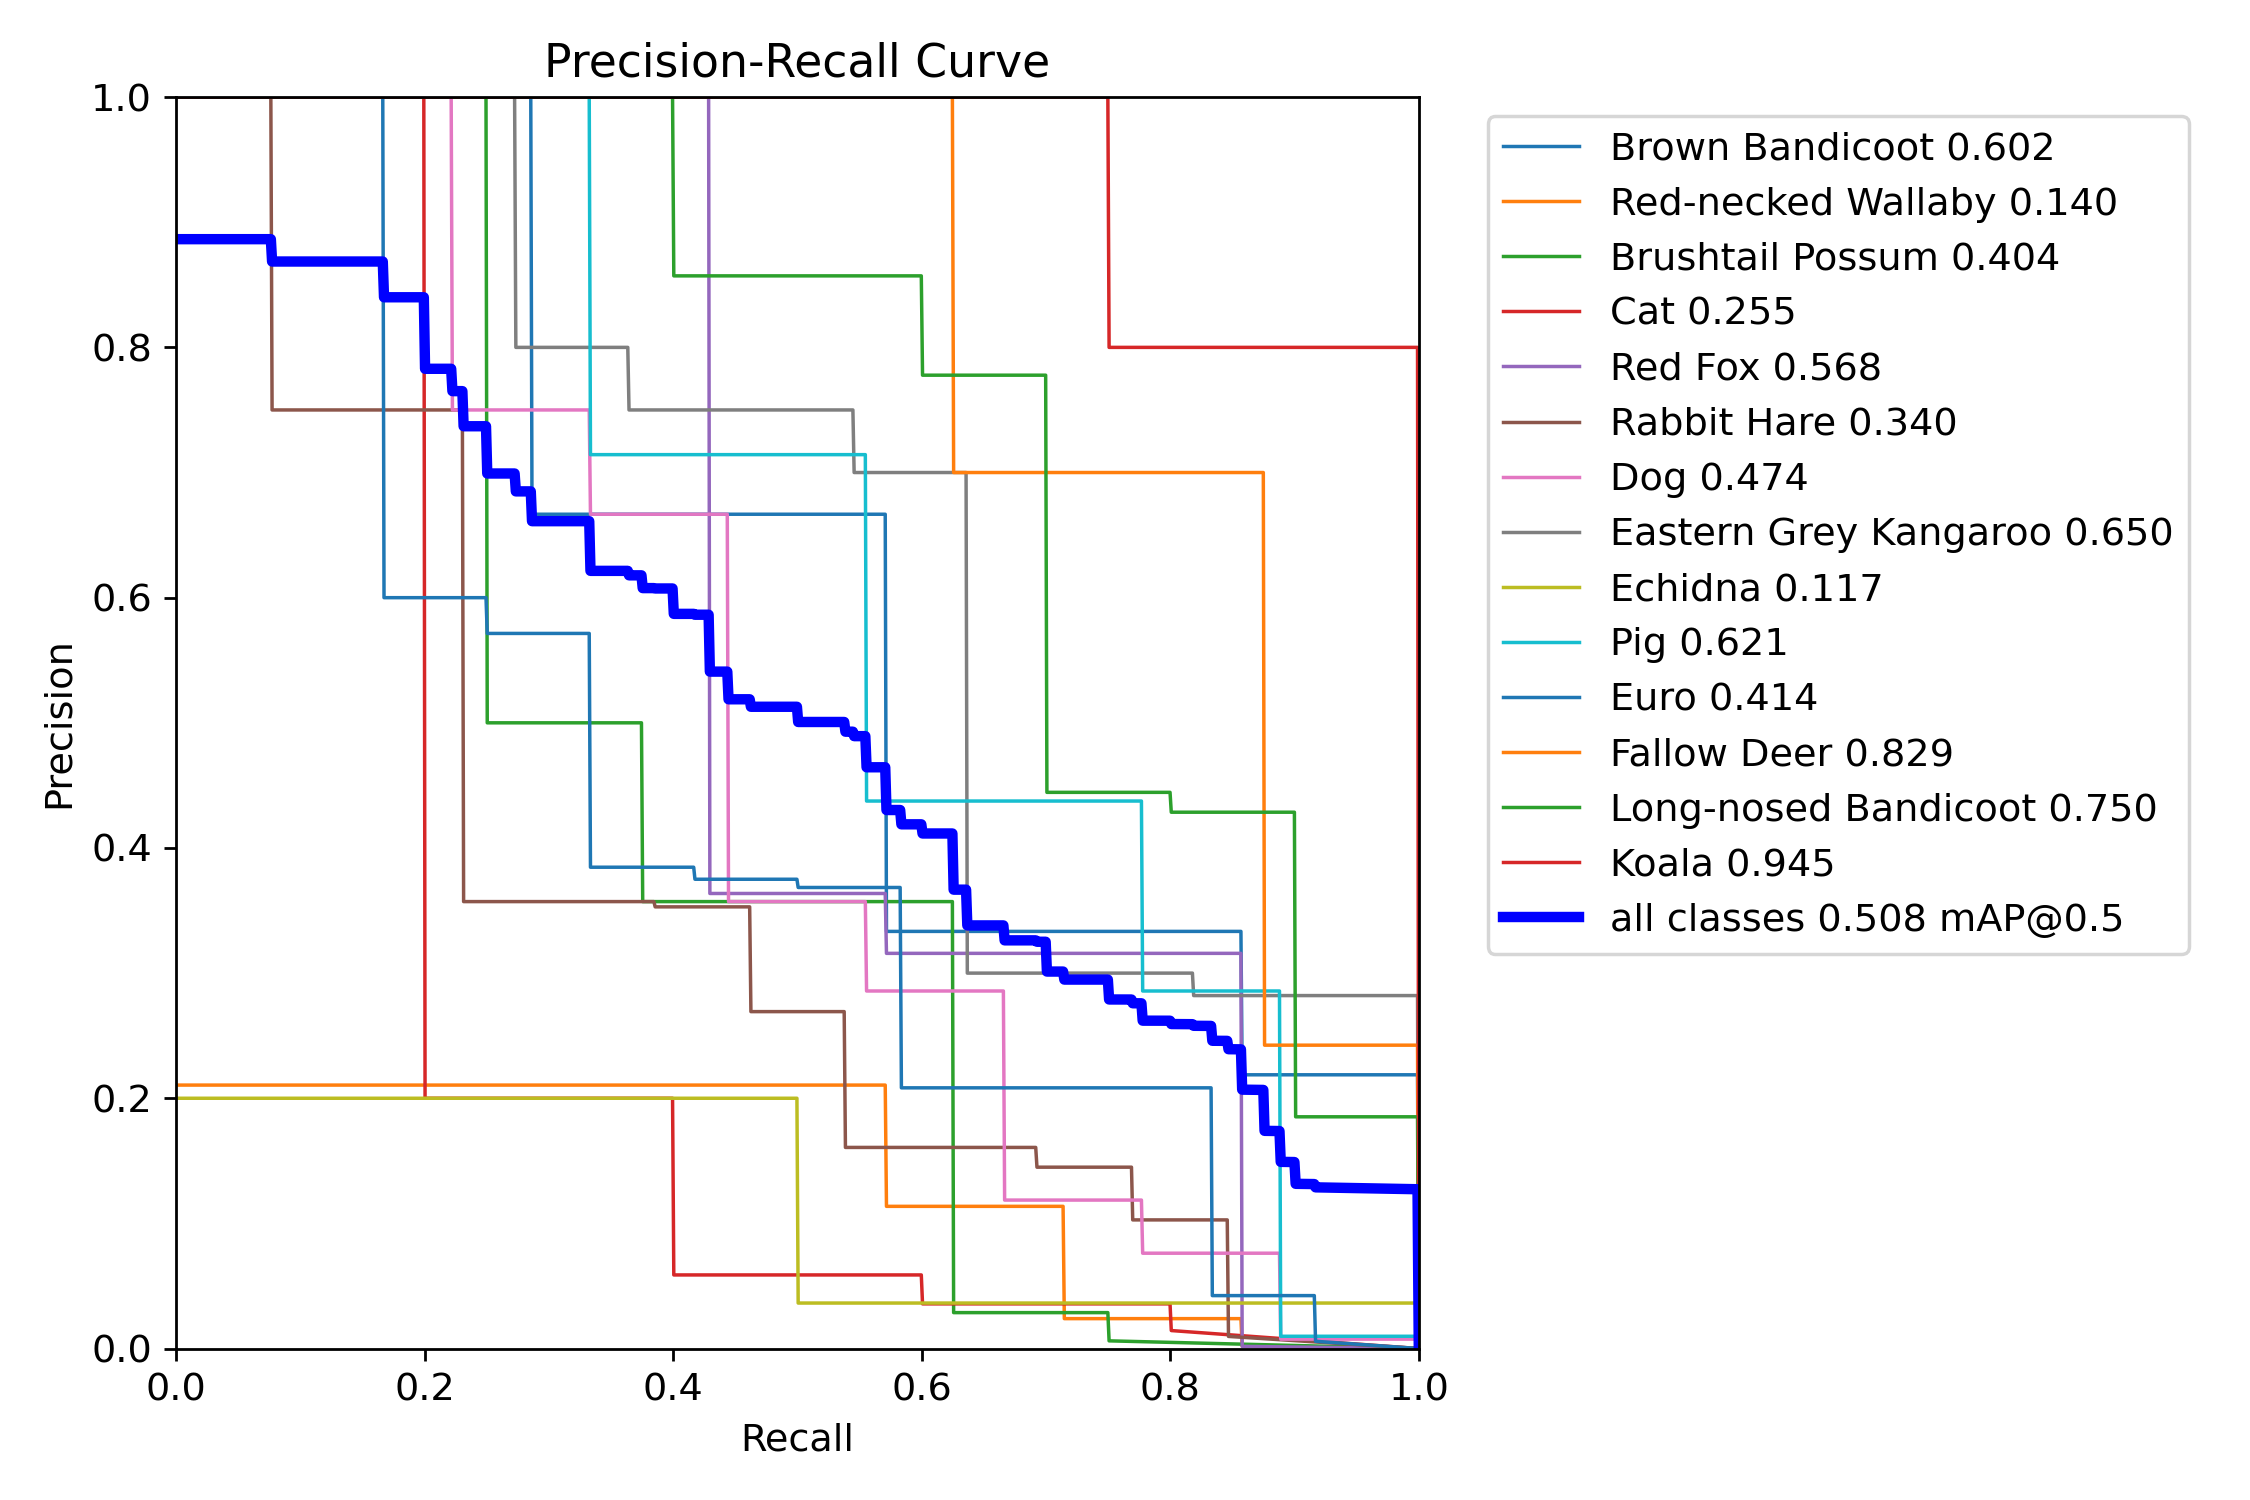 Precision-Recall Curve
1.0
0.8
0.6
0.4
0.2
0.0
Precision
0.0 0.2 0.4 0.6 0.8 1.0
Recall
Brown Bandicoot 0.602
Red-necked Wallaby 0.140
Brushtail Possum 0.404
Cat 0.255
Red Fox 0.568
Rabbit Hare 0.340
Dog 0.474
Eastern Grey Kangaroo 0.650
Echidna 0.117
Pig 0.621
Euro 0.414
Fallow Deer 0.829
Long-nosed Bandicoot 0.750
Koala 0.945
all classes 0.508 mAP@0.5